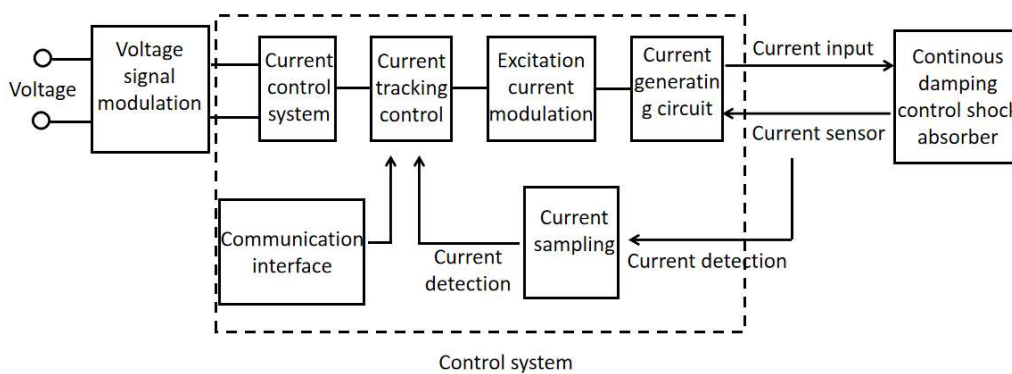 Voltage
Voltage
signal
modulation
Current
control
system
Current
tracking
control
Excitation
current
modulation
Current
generatin
g circuit
Current input
Current sensor
Continous
damping
control shock
absorber
Communication
interface
Current
detection
Current
sampling
Current detection
Control system